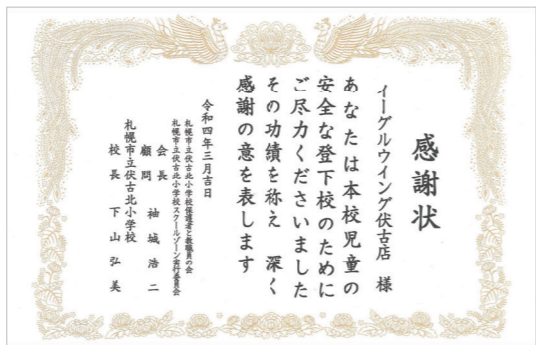 感謝状
イーグルウイング伏古店 様
あなたは本校児童の
安全な登下校のために
ご尽力くださいました
その功績を称え 深く
感謝の意を表します
令和四年三月吉日
札幌市立伏古北小学校保護者と教職員の会
札幌市立伏古北小学校スクールゾーン実行委員会
会長
顧問 袖城浩二
札幌市立伏古北小学校
校長 下山弘美